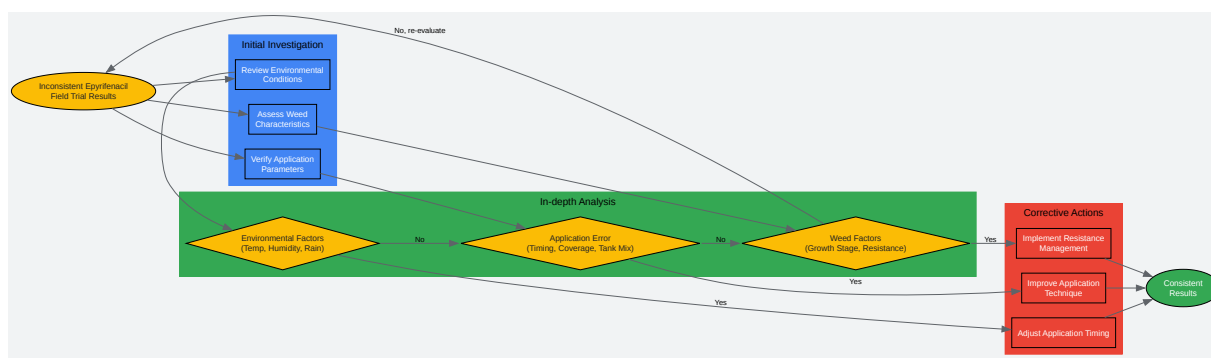 No, re-evaluate
Initial Investigation
Inconsistent Epyrifenacil
Field Trial Results
Review Environmental
Conditions
Assess Weed
Characteristics
Verify Application
Parameters
In-depth Analysis
Environmental Factors
(Temp, Humidity, Rain)
No
Application Error
(Timing, Coverage, Tank Mix)
No
Weed Factors
(Growth Stage, Resistance)
Yes
Yes
Yes
Corrective Actions
Implement Resistance
Management
Improve Application
Technique
Adjust Application Timing
Consistent
Results